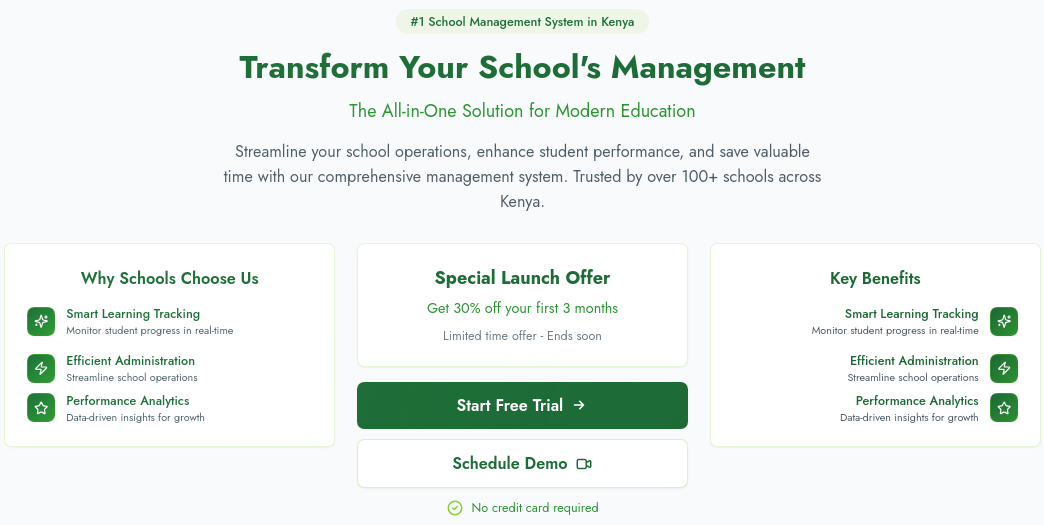 #1 School Management System in Kenya
Transform Your School's Management
The All-in-One Solution for Modern Education
Streamline your school operations, enhance student performance, and save valuable
time with our comprehensive management system. Trusted by over 100+ schools across
Kenya.
Why Schools Choose Us
Smart Learning Tracking
Monitor student progress in real-time
Efficient Administration
Streamline school operations
Performance Analytics
Data-driven insights for growth
Special Launch Offer
Get 30% off your first 3 months
Limited time offer - Ends soon
Start Free Trial →
Schedule Demo
No credit card required
Key Benefits
Smart Learning Tracking
Monitor student progress in real-time
Efficient Administration
Streamline school operations
Performance Analytics
Data-driven insights for growth